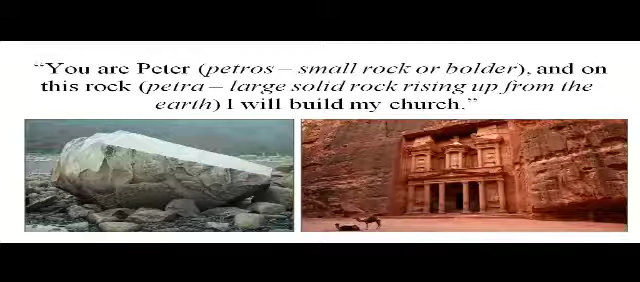 “You are Peter (petros – small rock or bolder), and on
this rock (petra – large solid rock rising up from the
earth) I will build my church.”